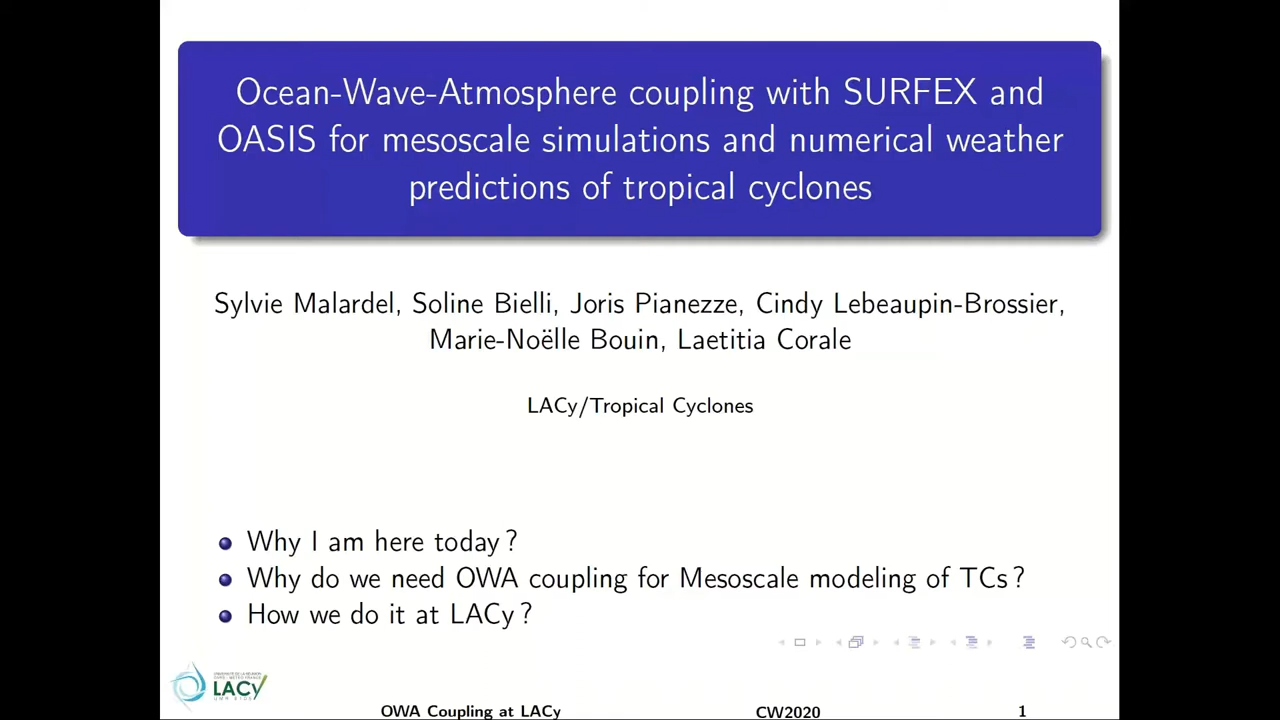 Ocean-Wave-Atmosphere coupling with SURFEX and
OASIS for mesoscale simulations and numerical weather
predictions of tropical cyclones
Sylvie Malardel, Soline Bielli, Joris Pianezze, Cindy Lebeaupin-Brossier,
Marie-Noëlle Bouin, Laetitia Corale
LACy/Tropical Cyclones
Why I am here today ?
Why do we need OWA coupling for Mesoscale modeling of TCs ?
How we do it at LACy ?
LACy
OWA Coupling at LACy CW2020 1